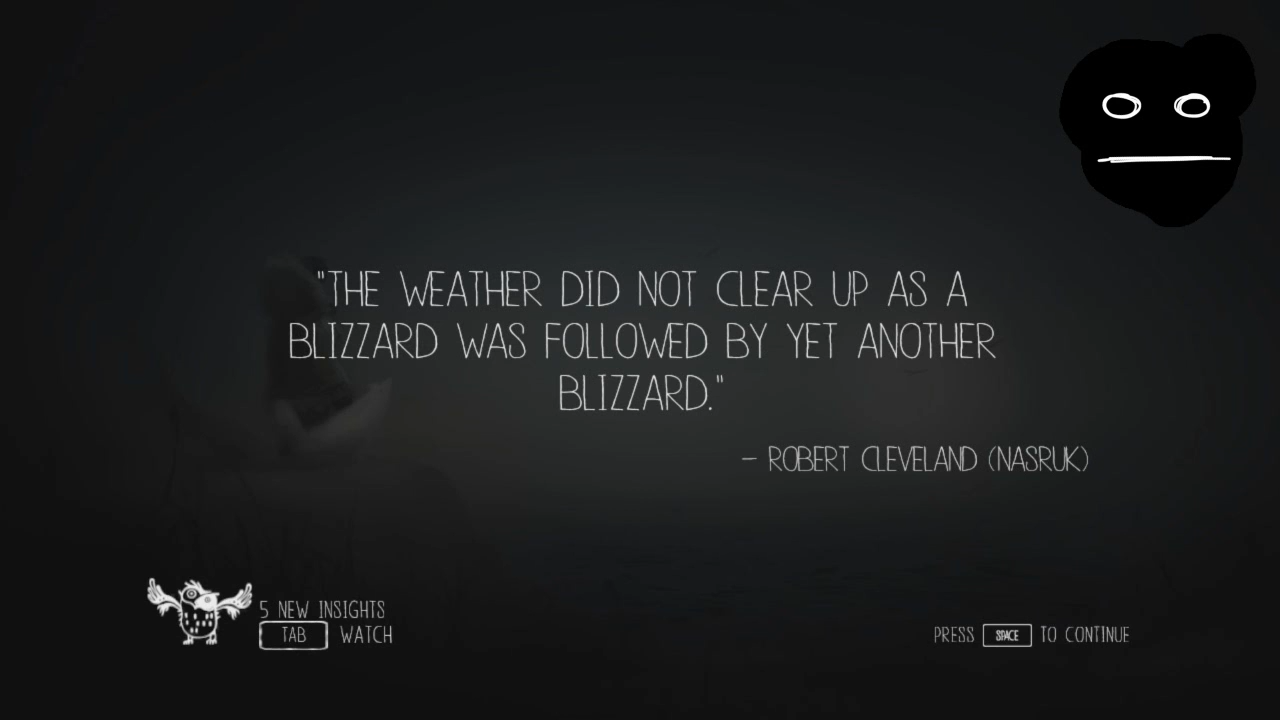 "THE WEATHER DID NOT CLEAR UP AS A
BLIZZARD WAS FOLLOWED BY YET ANOTHER
BLIZZARD."
– ROBERT CLEVELAND (NASRUK)
5 NEW INSIGHTS
TAB WATCH
PRESS SPACE TO CONTINUE